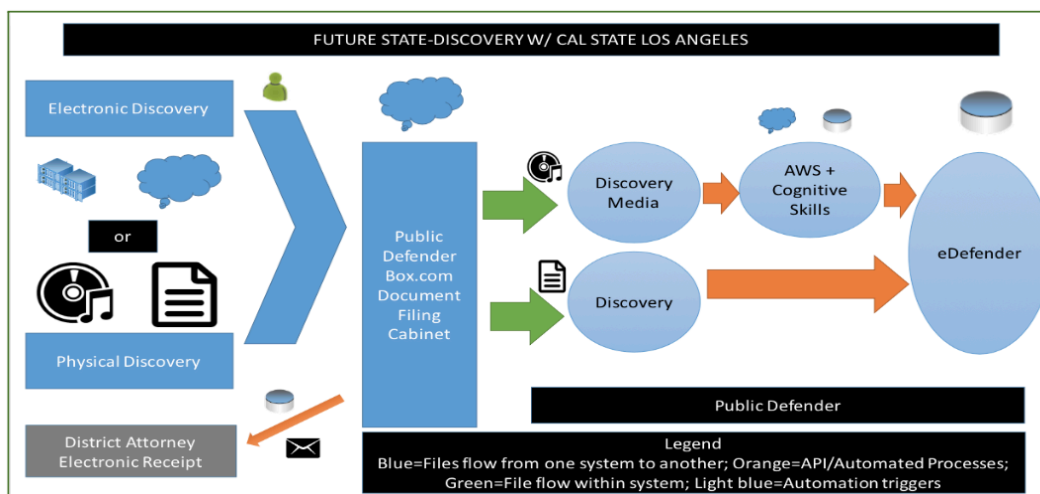 FUTURE STATE-DISCOVERY W/ CAL STATE LOS ANGELES
Electronic Discovery
or
Physical Discovery
District Attorney
Electronic Receipt
Public
Defender
Box.com
Document
Filing
Cabinet
Discovery
Media
Discovery
AWS +
Cognitive
Skills
eDefender
Public Defender
Legend
Blue=Files flow from one system to another; Orange=API/Automated Processes;
Green=File flow within system; Light blue=Automation triggers